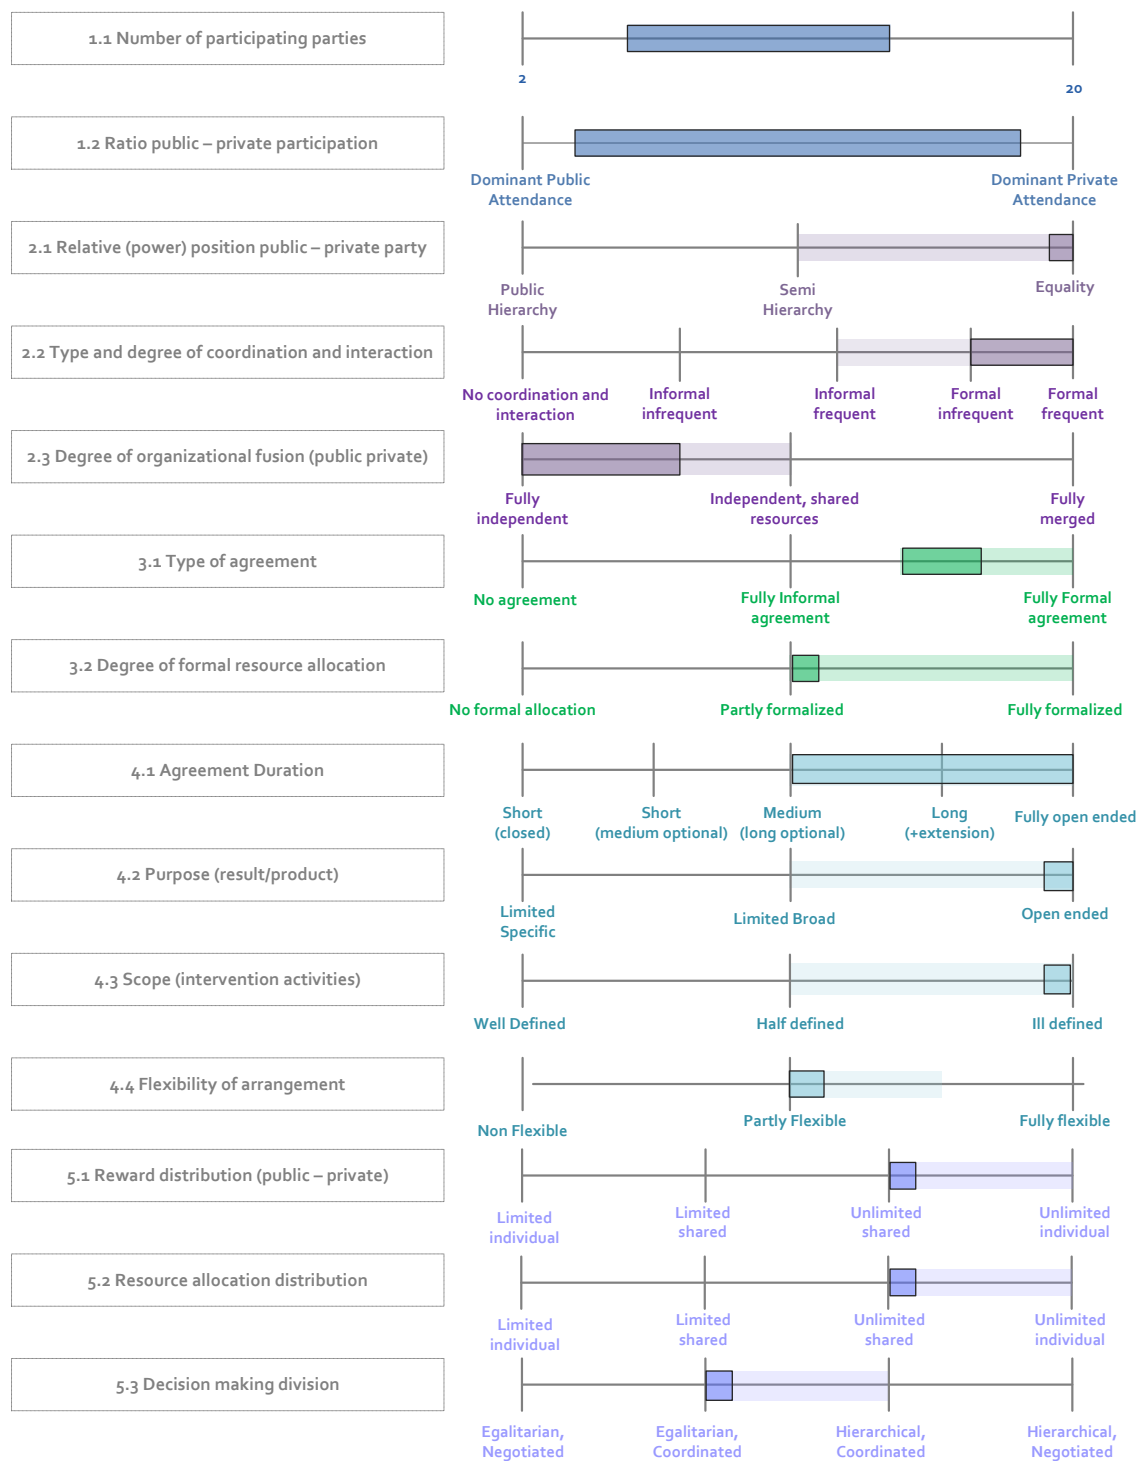 1.1 Number of participating parties
2
20
1.2 Ratio public – private participation
Dominant Public
Attendance
Dominant Private
Attendance
2.1 Relative (power) position public – private party
Public
Hierarchy
Semi
Hierarchy
Equality
2.2 Type and degree of coordination and interaction
No coordination and
interaction
Informal
infrequent
Informal
frequent
Formal
infrequent
Formal
frequent
2.3 Degree of organizational fusion (public private)
Fully
independent
Independent, shared
resources
Fully
merged
3.1 Type of agreement
No agreement
Fully Informal
agreement
Fully Formal
agreement
3.2 Degree of formal resource allocation
No formal allocation
Partly formalized
Fully formalized
4.1 Agreement Duration
Short
(closed)
Short
(medium optional)
Medium
(long optional)
Long
(+extension)
Fully open ended
4.2 Purpose (result/product)
Limited
Specific
Limited Broad
Open ended
4.3 Scope (intervention activities)
Well Defined
Half defined
Ill defined
4.4 Flexibility of arrangement
Non Flexible
Partly Flexible
Fully flexible
5.1 Reward distribution (public – private)
Limited
individual
Limited
shared
Unlimited
shared
Unlimited
individual
5.2 Resource allocation distribution
Limited
individual
Limited
shared
Unlimited
shared
Unlimited
individual
5.3 Decision making division
Egalitarian,
Negotiated
Egalitarian,
Coordinated
Hierarchical,
Coordinated
Hierarchical,
Negotiated